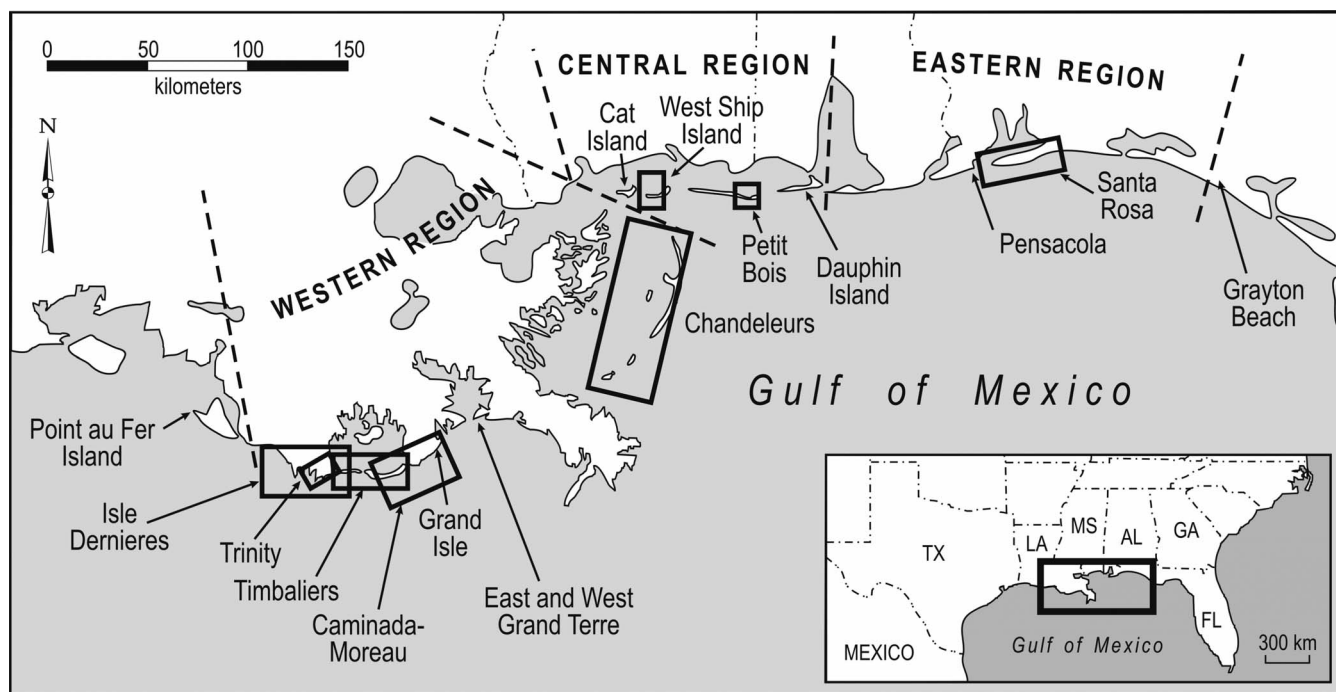 0 50 100 150
kilometers
N
CENTRAL REGION
EASTERN REGION
WESTERN REGION
Cat
Island
West Ship
Island
Petit
Bois
Dauphin
Island
Pensacola
Santa
Rosa
Grayton
Beach
Chandeleurs
Gulf of Mexico
Point au Fer
Island
Isle
Dernieres
Trinity
Timbaliers
Caminada-
Moreau
Grand
Isle
East and West
Grand Terre
TX
LA
MS
AL
GA
FL
MEXICO
Gulf of Mexico
300 km